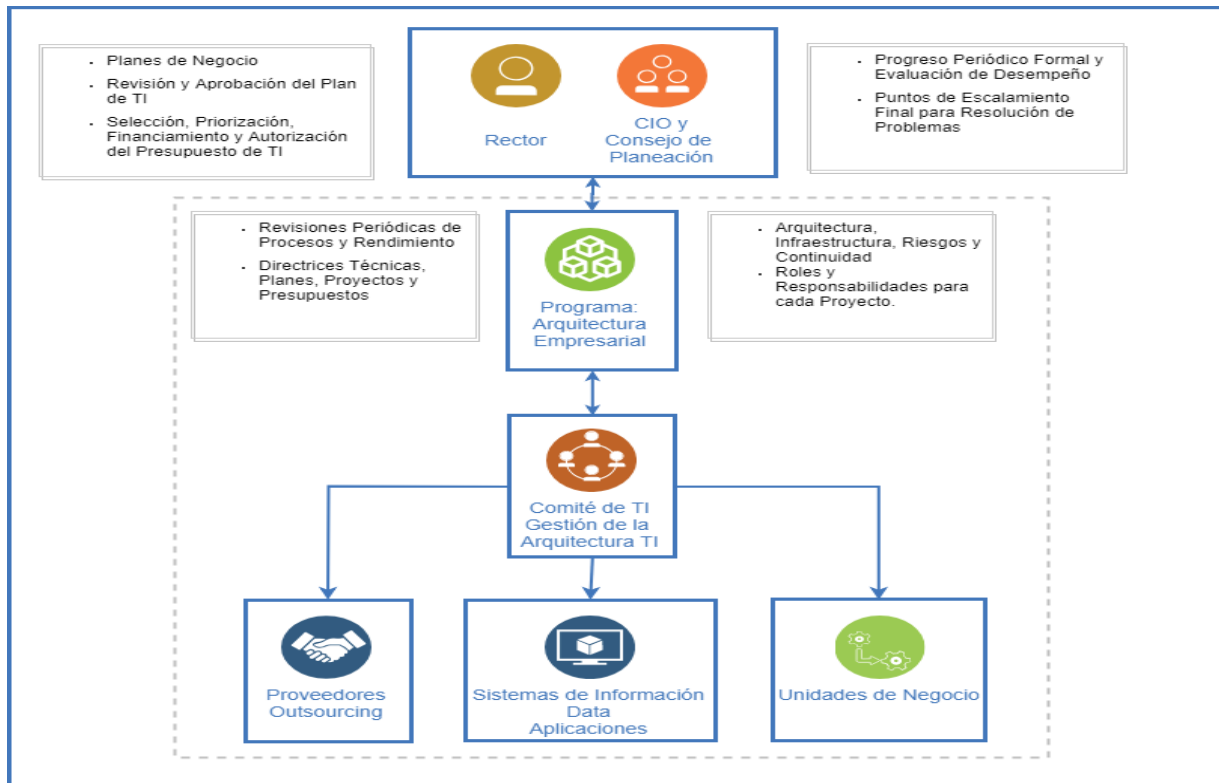 • Planes de Negocio
• Revisión y Aprobación del Plan
de TI
• Selección, Priorización,
Financiamiento y Autorización
del Presupuesto de TI
Rector
CIO y
Consejo de
Planeación
• Progreso Periódico Formal y
Evaluación de Desempeño
• Puntos de Escalamiento
Final para Resolución de
Problemas
• Revisiones Periódicas de
Procesos y Rendimiento
• Directrices Técnicas,
Planes, Proyectos y
Presupuestos
Programa:
Arquitectura
Empresarial
• Arquitectura,
Infraestructura, Riesgos y
Continuidad
• Roles y
Responsabilidades para
cada Proyecto.
Comité de TI
Gestión de la
Arquitectura TI
Proveedores
Outsourcing
Sistemas de Información
Data
Aplicaciones
Unidades de Negocio